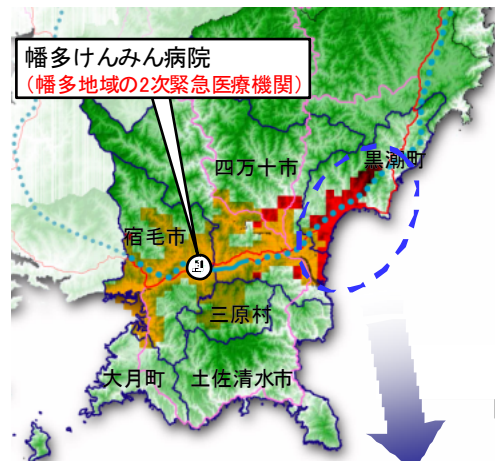 幡多けんみん病院
（幡多地域の2次緊急医療機関）
黒潮町
四万十市
宿毛市
三原村
大月町
土佐清水市